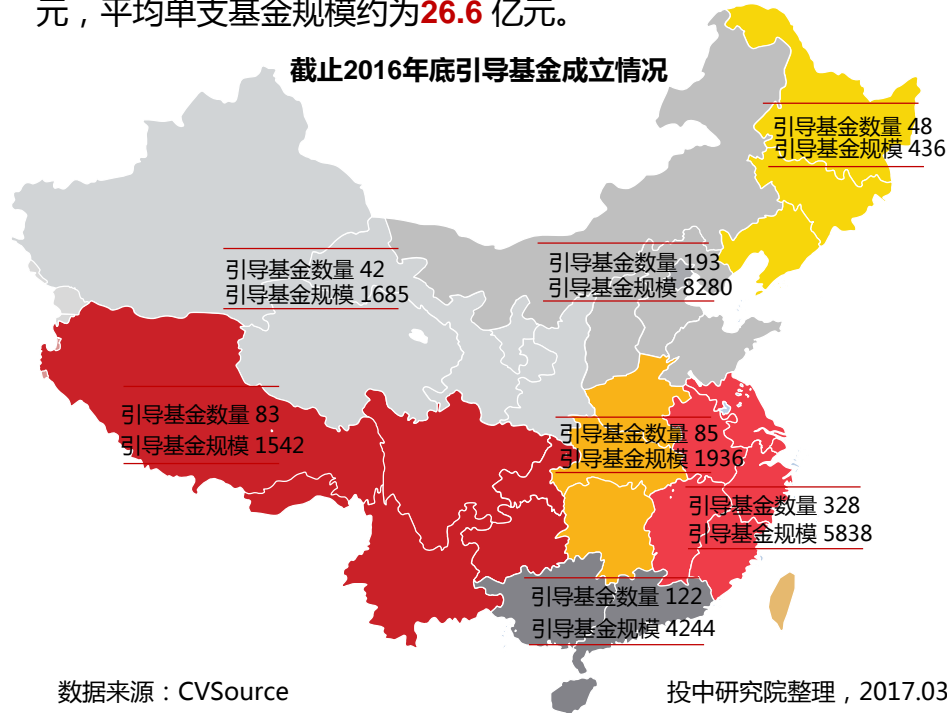 元，平均单支基金规模约为26.6 亿元。
截止2016年底引导基金成立情况
引导基金数量 48
引导基金规模 436
引导基金数量 42
引导基金规模 1685
引导基金数量 193
引导基金规模 8280
引导基金数量 83
引导基金规模 1542
引导基金数量 85
引导基金规模 1936
引导基金数量 328
引导基金规模 5838
引导基金数量 122
引导基金规模 4244
数据来源：CVSource
投中研究院整理，2017.03